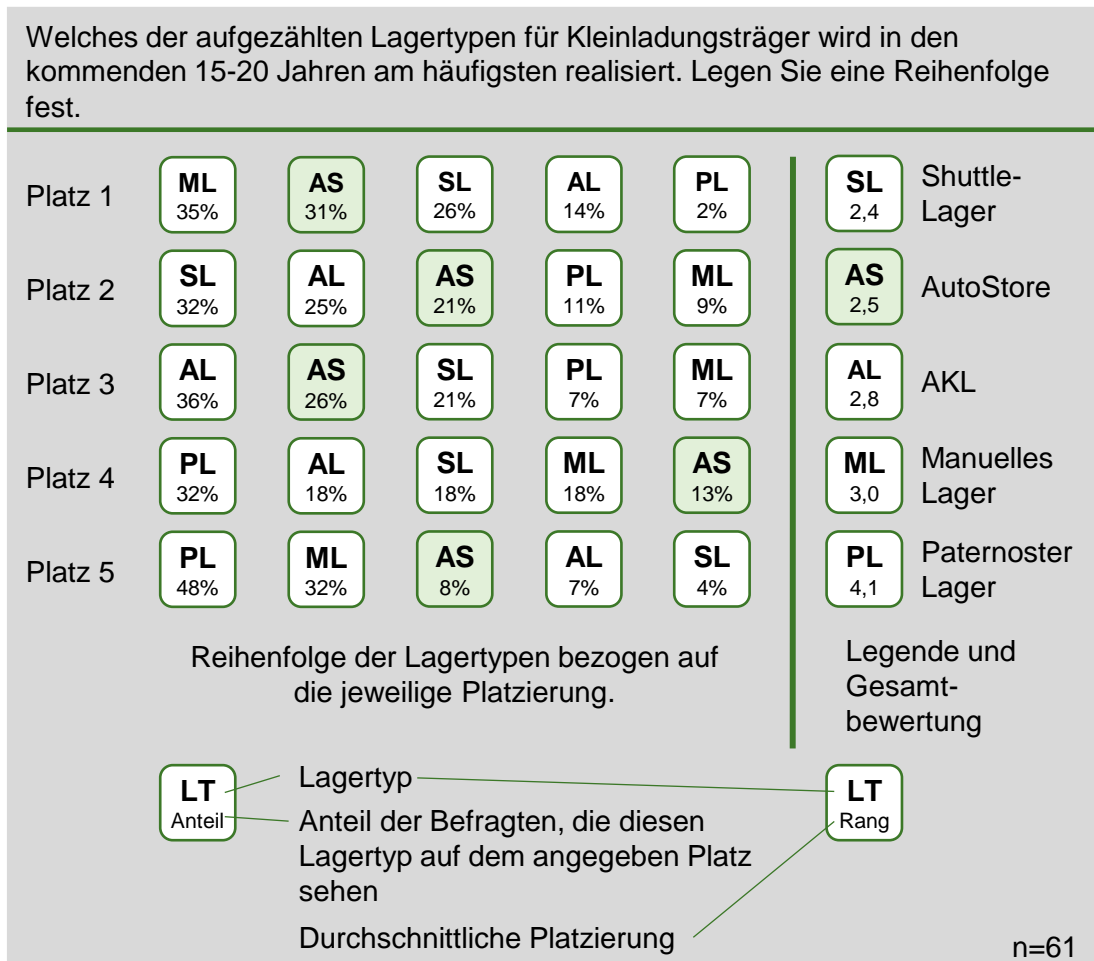 Welches der aufgezählten Lagertypen für Kleinladungsträger wird in den
kommenden 15-20 Jahren am häufigsten realisiert. Legen Sie eine Reihenfolge
fest.
Platz 1
ML
35%
AS
31%
SL
26%
AL
14%
PL
2%
SL
2,4
Shuttle-
Lager
Platz 2
SL
32%
AL
25%
AS
21%
PL
11%
ML
9%
AS
2,5
AutoStore
Platz 3
AL
36%
AS
26%
SL
21%
PL
7%
ML
7%
AL
2,8
AKL
Platz 4
PL
32%
AL
18%
SL
18%
ML
18%
AS
13%
ML
3,0
Manuelles
Lager
Platz 5
PL
48%
ML
32%
AS
8%
AL
7%
SL
4%
PL
4,1
Paternoster
Lager
Reihenfolge der Lagertypen bezogen auf
die jeweilige Platzierung.
Legende und
Gesamt-
bewertung
LT
Anteil
Lagertyp
Anteil der Befragten, die diesen
Lagertyp auf dem angegeben Platz
sehen
Durchschnittliche Platzierung
LT
Rang
n=61